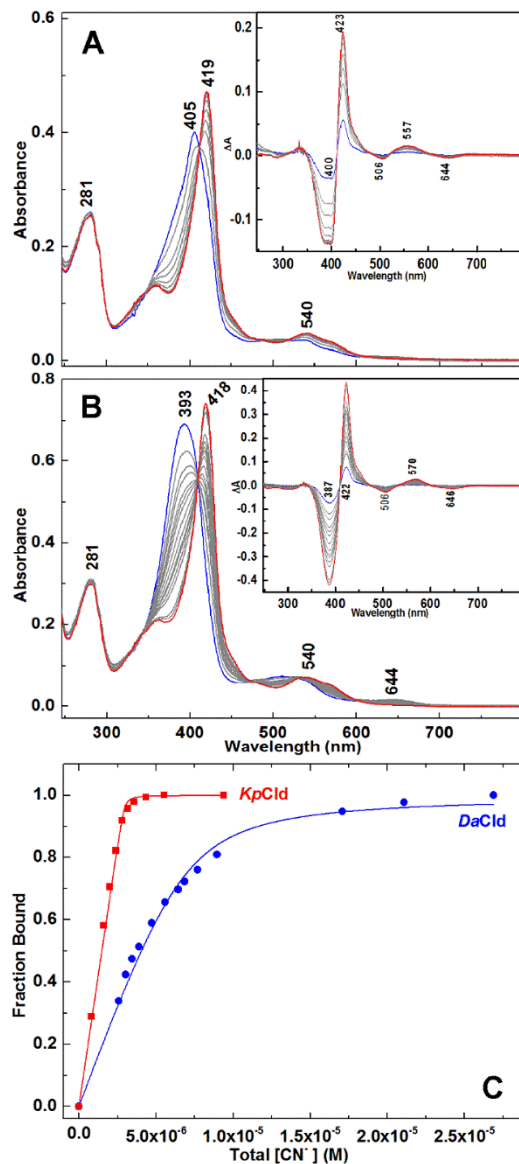 A
405
419
281
540
Absorbance
0.4
0.2
0.0
300 400 500 600 700
423
400
506
557
644
ΔA
0.2
0.1
0.0
-0.1
300 400 500 600 700
Wavelength (nm)
B
393
418
281
540
644
Absorbance
0.8
0.6
0.4
0.2
0.0
300 400 500 600 700
Wavelength (nm)
387
422
506
570
646
ΔA
0.4
0.3
0.2
0.1
0.0
-0.1
-0.2
-0.3
-0.4
300 400 500 600 700
Wavelength (nm)
KpCld
DaCld
Fraction Bound
1.0
0.8
0.6
0.4
0.2
0.0
C
0.0 5.0x10⁻⁶ 1.0x10⁻⁵ 1.5x10⁻⁵ 2.0x10⁻⁵ 2.5x10⁻⁵
Total [CN⁻] (M)